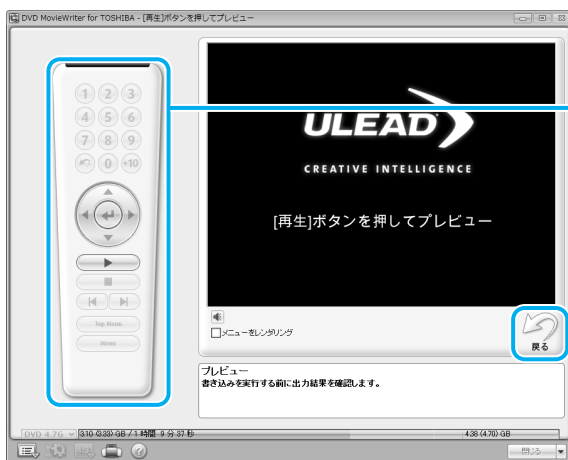 DVD MovieWriter for TOSHIBA - [再生]ボタンを押してプレビュー
1 2 3
4 5 6
7 8 9
0 +10
Top Menu
Menu
ULEAD
CREATIVE INTELLIGENCE
[再生]ボタンを押してプレビュー
メニューをレンダリング
戻る
プレビュー
書き込みを実行する前に出力結果を確認します。
DVD 4.7G
3.10 (3.33) GB / 1 時間 9 分 37 秒
4.38 (4.70) GB
閉じる